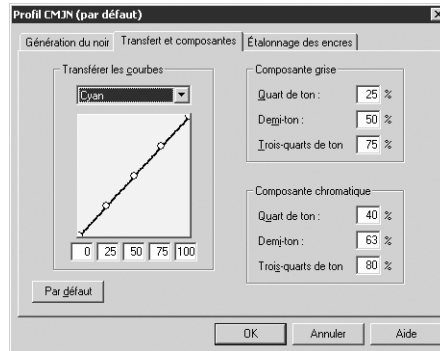 Profil CMJN (par défaut)
Génération du noir
Transfert et composantes
Étalonnage des encres
Transférer les courbes
Cyan
0 25 50 75 100
Par défaut
Composante grise
Quart de ton : 25 %
Demi-ton : 50 %
Trois-quarts de ton 75 %
Composante chromatique
Quart de ton : 40 %
Demi-ton : 63 %
Trois-quarts de ton 80 %
OK
Annuler
Aide